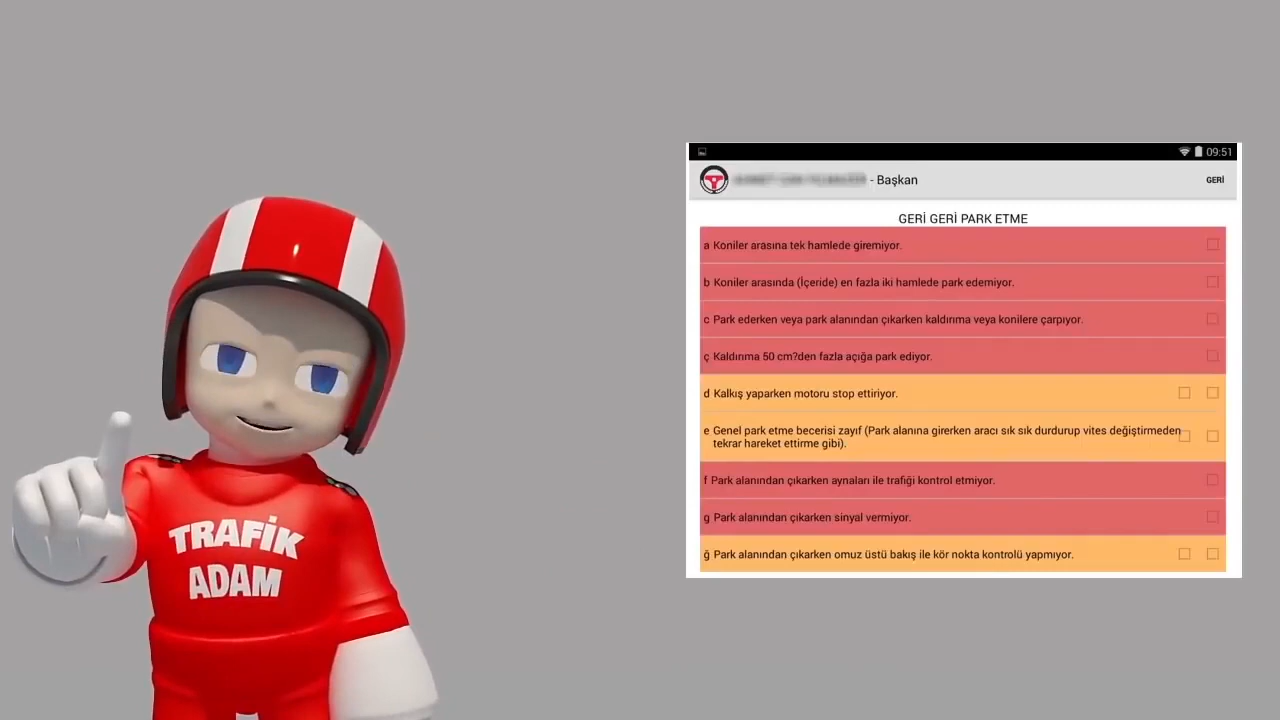 TRAFİK
ADAM
09:51
- Başkan
GERİ
GERİ GERİ PARK ETME
a Koniler arasına tek hamlede giremiyor.
b Koniler arasında (İçeride) en fazla iki hamlede park edemiyor.
c Park ederken veya park alanından çıkarken kaldırıma veya konilere çarpıyor.
ç Kaldırıma 50 cm?den fazla açığa park ediyor.
d Kalkış yaparken motoru stop ettiriyor.
e Genel park etme becerisi zayıf (Park alanına girerken aracı sık sık durdurup vites değiştirmeden
tekrar hareket ettirme gibi).
f Park alanından çıkarken aynaları ile trafiği kontrol etmiyor.
g Park alanından çıkarken sinyal vermiyor.
ğ Park alanından çıkarken omuz üstü bakış ile kör nokta kontrolü yapmıyor.